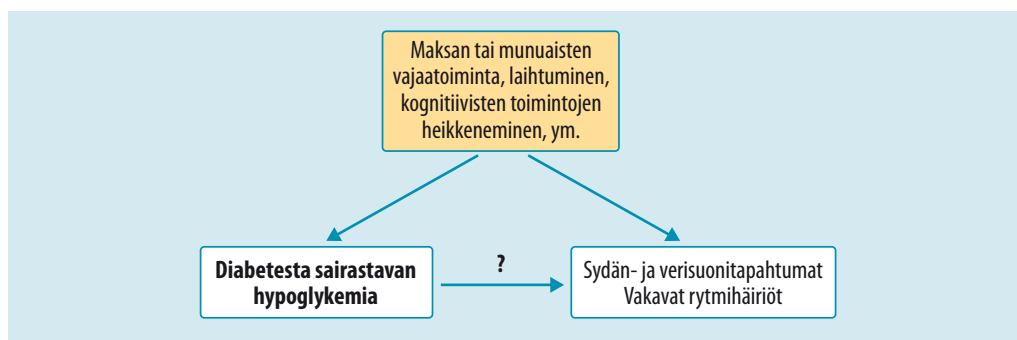 Maksan tai munuaisten
vajaatoiminta, laihtuminen,
kognitiivisten toimintojen
heikkeneminen, ym.
Diabetesta sairastavan
hypoglykemia
?
Sydän- ja verisuonitapahtumat
Vakavat rytmihäiriöt